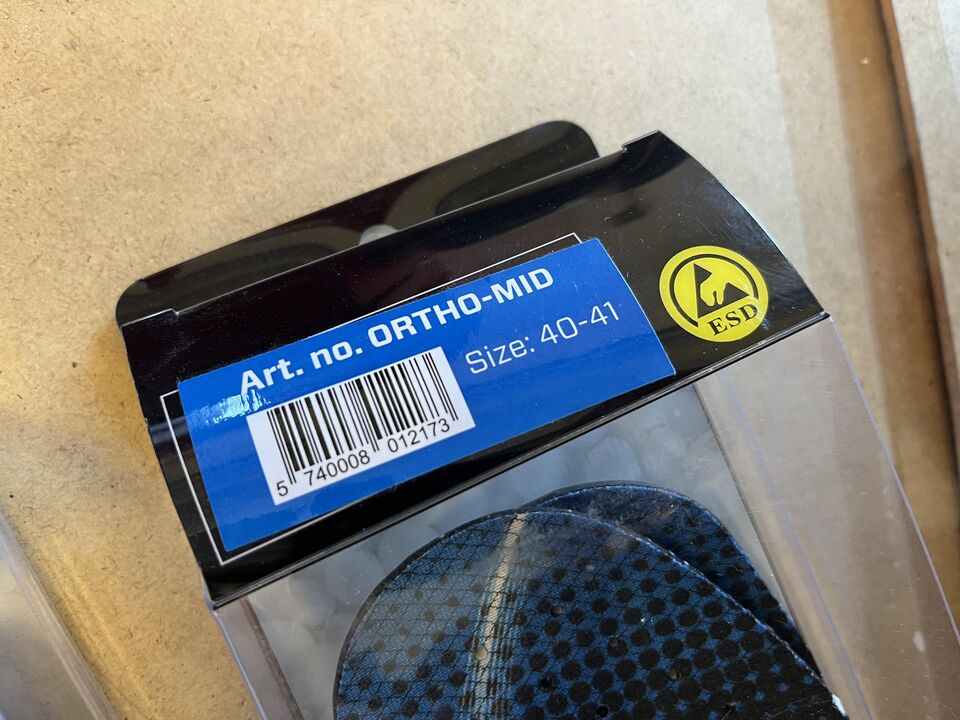 Art. no. ORTHO-MID
Size: 40-41
5 740008 012173
ESD